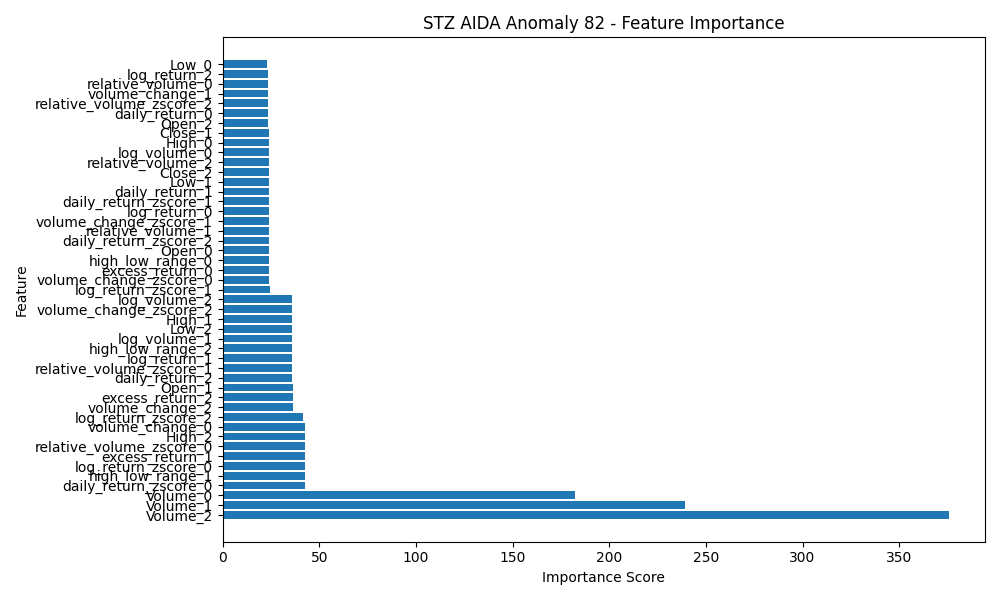 STZ AIDA Anomaly 82 - Feature Importance
Low_0
log_return_2
relative_volume_0
volume_change_1
relative_volume_zscore_2
daily_return_0
Open_2
Close_1
High_0
log_volume_0
relative_volume_2
Close_2
Low_1
daily_return_1
daily_return_zscore_1
log_return_0
volume_change_zscore_1
relative_volume_1
daily_return_zscore_2
Open_0
high_low_range_0
excess_return_0
volume_change_zscore_0
log_return_zscore_1
log_volume_2
volume_change_zscore_2
High_1
Low_2
log_volume_1
high_low_range_2
log_return_1
relative_volume_zscore_1
daily_return_2
Open_1
excess_return_2
volume_change_2
log_return_zscore_2
volume_change_0
High_2
relative_volume_zscore_0
excess_return_1
log_return_zscore_0
high_low_range_1
daily_return_zscore_0
Volume_0
Volume_1
Volume_2
Feature
0 50 100 150 200 250 300 350
Importance Score